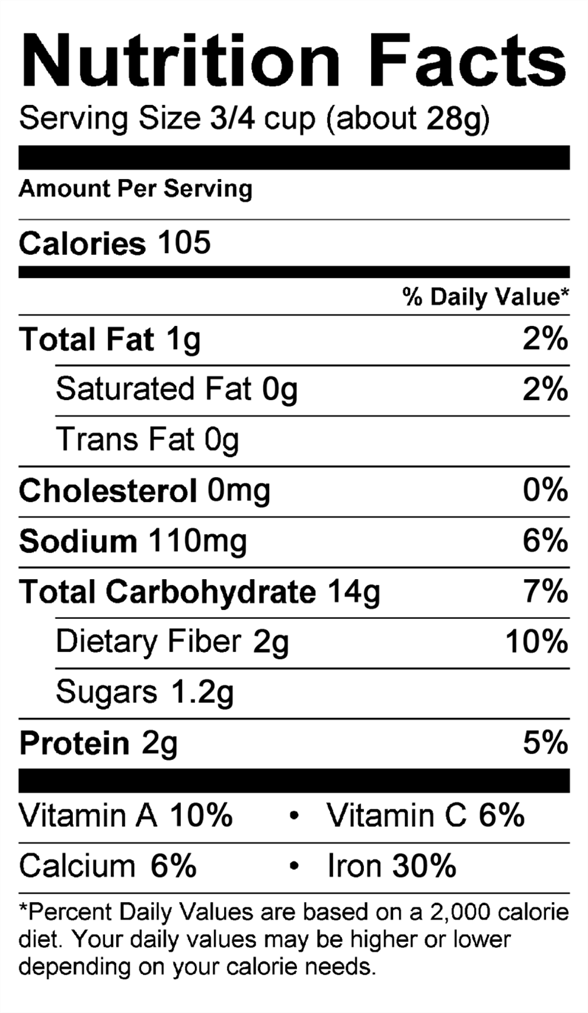 Nutrition Facts
Serving Size 3/4 cup (about 28g)
Amount Per Serving
Calories 105
% Daily Value*
Total Fat 1g 2%
Saturated Fat 0g 2%
Trans Fat 0g
Cholesterol 0mg 0%
Sodium 110mg 6%
Total Carbohydrate 14g 7%
Dietary Fiber 2g 10%
Sugars 1.2g
Protein 2g 5%
Vitamin A 10% • Vitamin C 6%
Calcium 6% • Iron 30%
*Percent Daily Values are based on a 2,000 calorie
diet. Your daily values may be higher or lower
depending on your calorie needs.